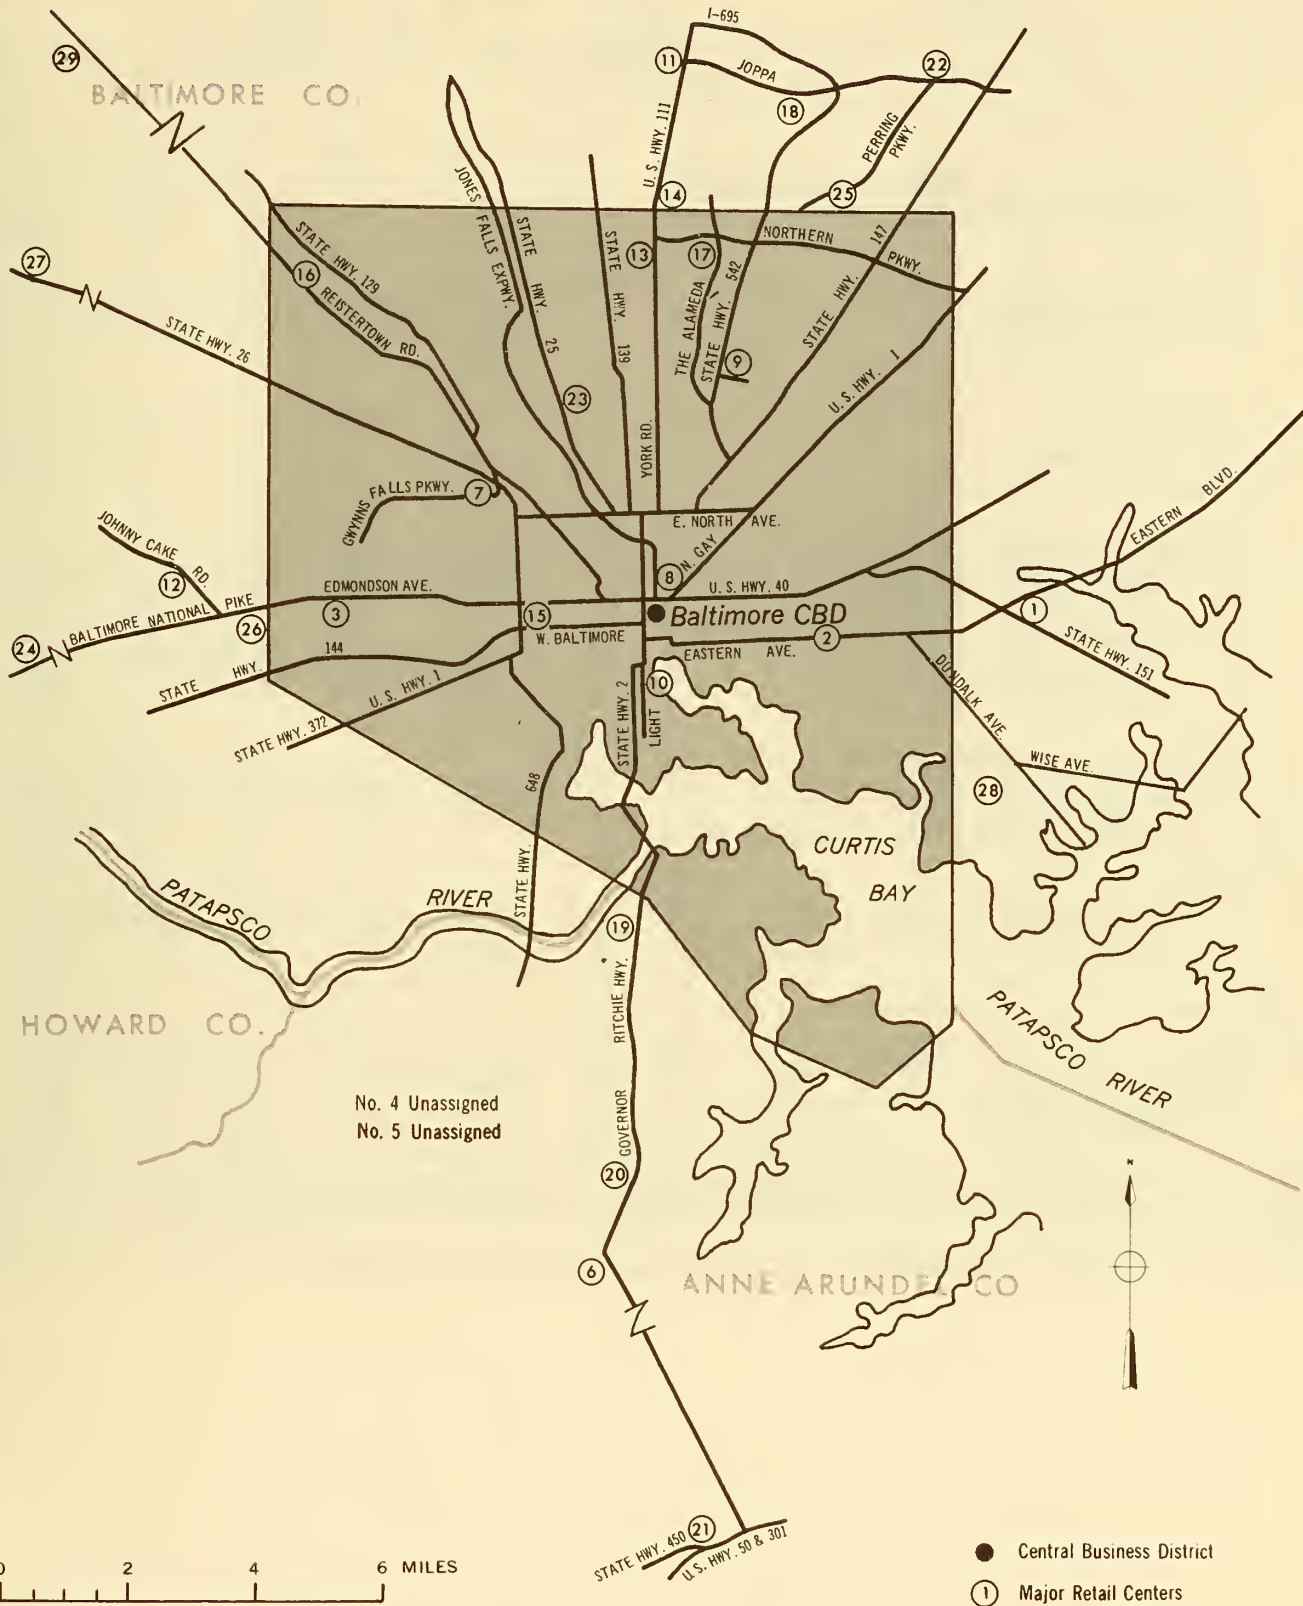 I-695
29
11
JOPPA
22
BALTIMORE CO.
18
U. S. HWY. 111
PERRING
PKWY.
JONES FALLS EXPWY.
STATE HWY. 25
14
25
STATE HWY. 129
STATE HWY. 139
13
17
NORTHERN PKWY.
STATE HWY. 147
27
16
REISTERTOWN RD.
THE ALAMEDA
STATE HWY. 542
STATE HWY. 26
9
U. S. HWY. 1
23
YORK RD.
GWYNNS FALLS PKWY.
7
E. NORTH AVE.
EASTERN BLVD.
JOHNNY CAKE RD.
12
N. GAY
8
EDMONDSON AVE.
U. S. HWY. 40
24
BALTIMORE NATIONAL PIKE
26
3
15
Baltimore CBD
1
W. BALTIMORE
2
EASTERN AVE.
STATE HWY. 151
STATE HWY. 144
U. S. HWY. 1
STATE HWY. 2
10
LIGHT
DUNDALK AVE.
STATE HWY. 372
WISE AVE.
28
STATE HWY. 648
CURTIS
BAY
PATAPSCO RIVER
19
HOWARD CO.
GOVERNOR RITCHIE HWY.
PATAPSCO RIVER
No. 4 Unassigned
No. 5 Unassigned
20
N
6
ANNE ARUNDEL CO
21
STATE HWY. 450
U. S. HWY. 50 & 301
0 2 4 6 MILES
Central Business District
1 Major Retail Centers